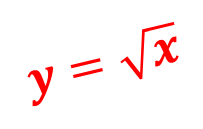 y = √x